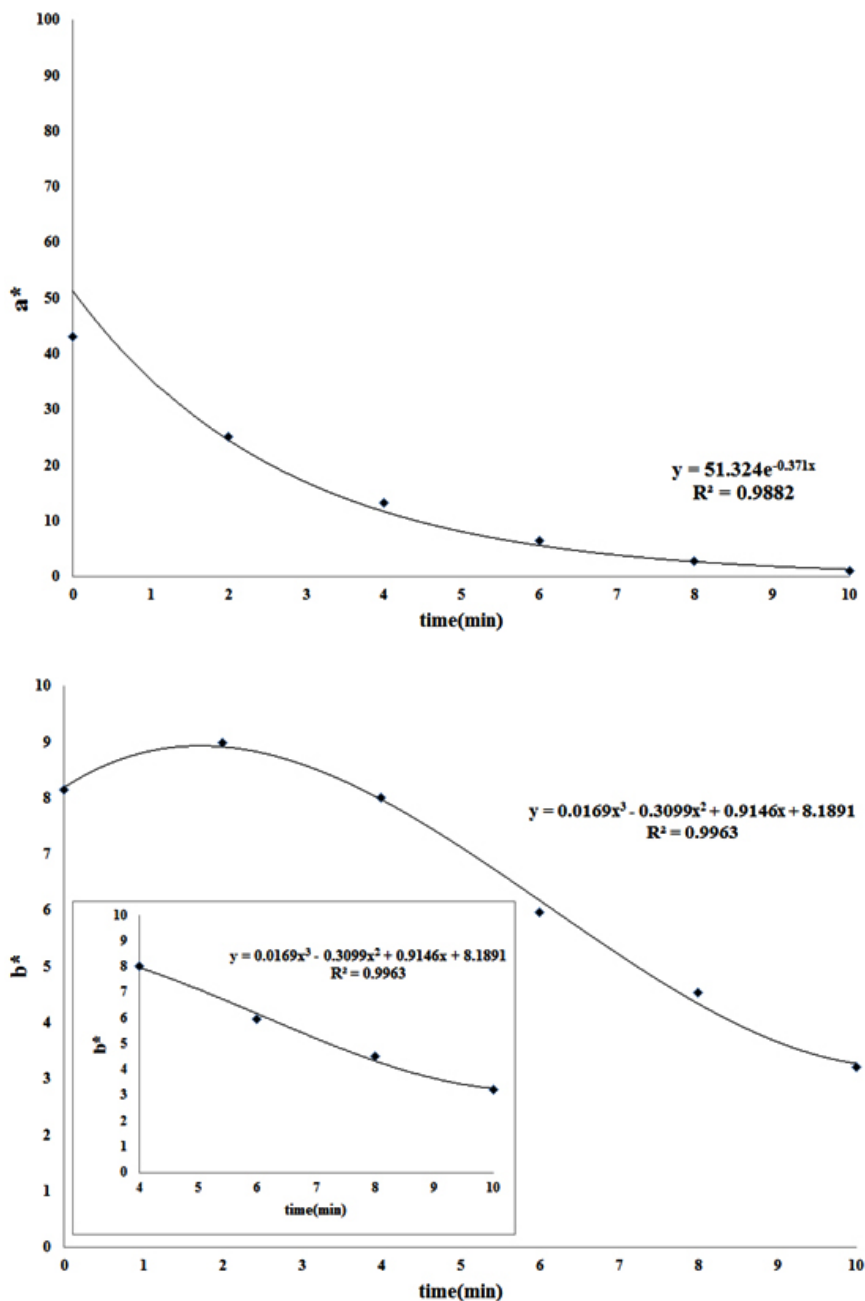 100
90
80
70
60
50
40
30
20
10
0
a*
y = 51.324e^-0.371x
R² = 0.9882
0 1 2 3 4 5 6 7 8 9 10
time(min)
10
9
8
7
6
5
4
3
2
1
0
b*
y = 0.0169x³ - 0.3099x² + 0.9146x + 8.1891
R² = 0.9963
10
9
8
7
6
5
4
3
2
1
0
b*
y = 0.0169x³ - 0.3099x² + 0.9146x + 8.1891
R² = 0.9963
4 5 6 7 8 9 10
time(min)
0 1 2 3 4 5 6 7 8 9 10
time(min)